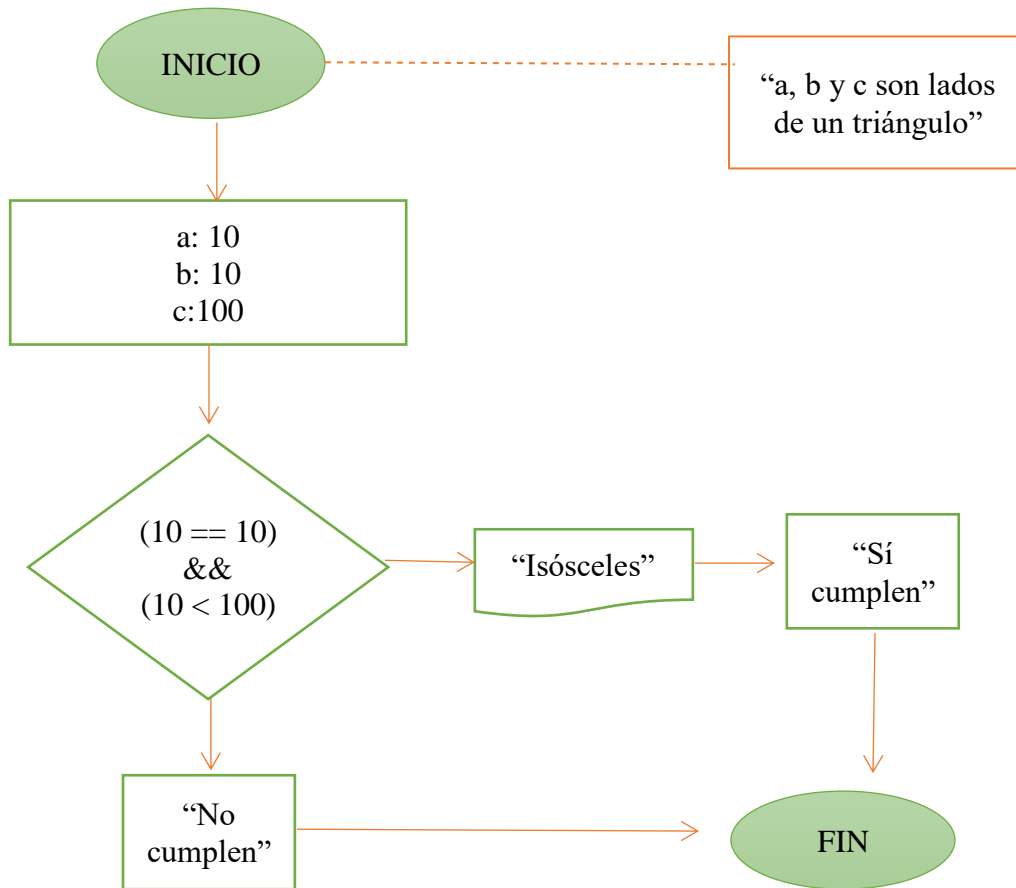 INICIO
“a, b y c son lados
de un triángulo”
a: 10
b: 10
c:100
(10 == 10)
&&
(10 < 100)
“Isósceles”
“Sí
cumplen”
“No
cumplen”
FIN